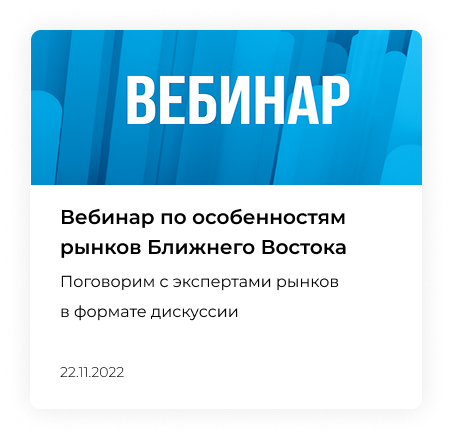 ВЕБИНАР
Вебинар по особенностям
рынков Ближнего Востока
Поговорим с экспертами рынков
в формате дискуссии
22.11.2022